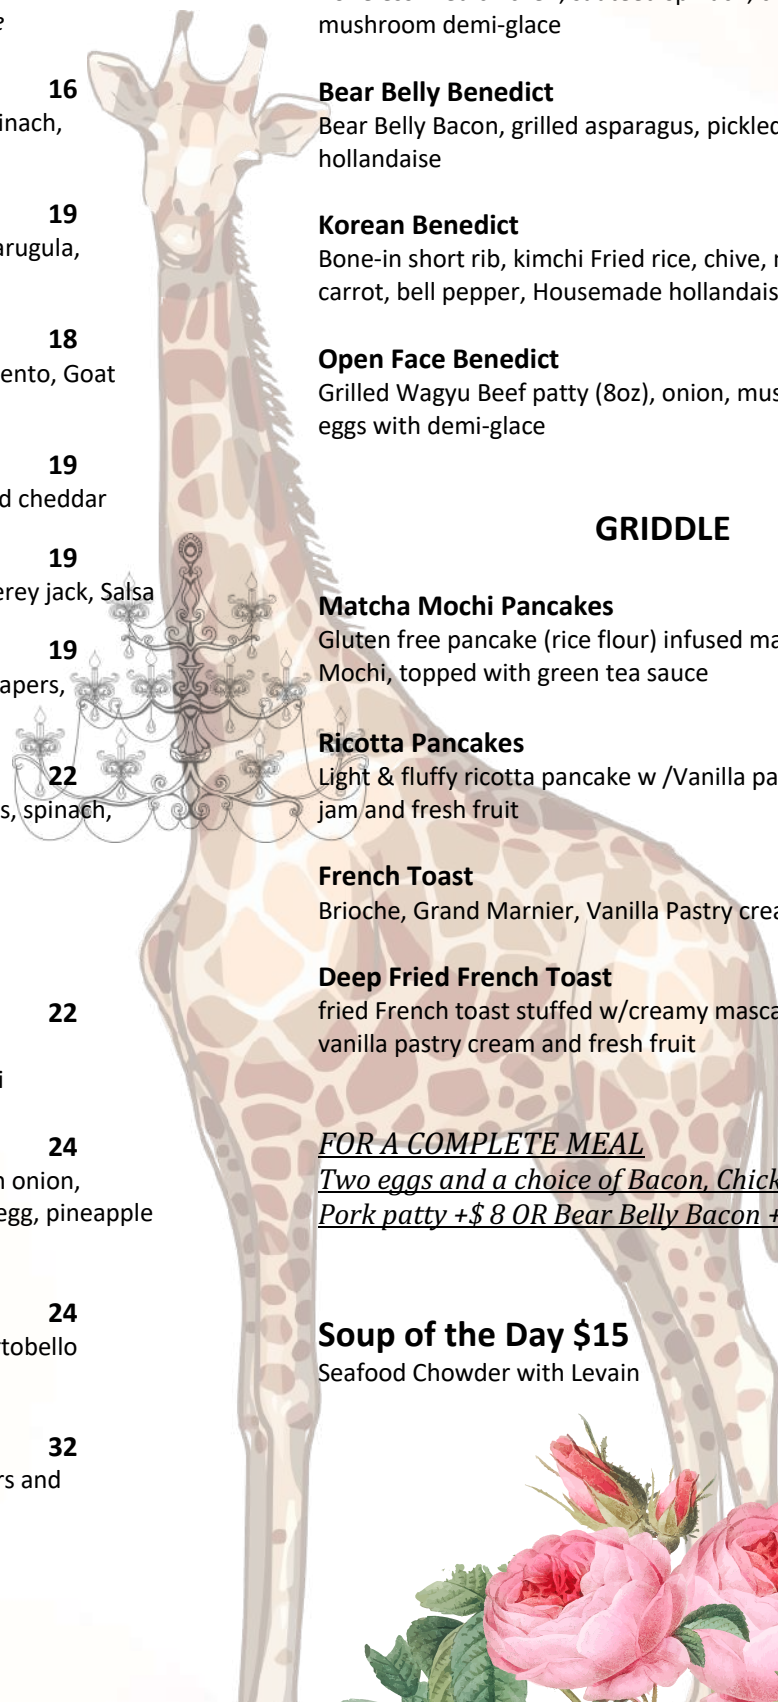 16
19
arugula,
18
Goat
19
cheddar
19
jack, Salsa
19
22
spinach,
22
24
onion,
egg, pineapple
24
32
and
mushroom demi-glace
Bear Belly Benedict
Bear Belly Bacon, grilled asparagus, pickled
hollandaise
Korean Benedict
Bone-in short rib, kimchi Fried rice, chive,
carrot, bell pepper, Housemade hollandais
Open Face Benedict
Grilled Wagyu Beef patty (8oz), onion, mus
eggs with demi-glace
GRIDDLE
Matcha Mochi Pancakes
Gluten free pancake (rice flour) infused ma
Mochi, topped with green tea sauce
Ricotta Pancakes
Light & fluffy ricotta pancake w /Vanilla pa
jam and fresh fruit
French Toast
Brioche, Grand Marnier, Vanilla Pastry crea
Deep Fried French Toast
fried French toast stuffed w/creamy masca
vanilla pastry cream and fresh fruit
FOR A COMPLETE MEAL
Two eggs and a choice of Bacon, Chick
Pork patty +$ 8 OR Bear Belly Bacon +
Soup of the Day $15
Seafood Chowder with Levain